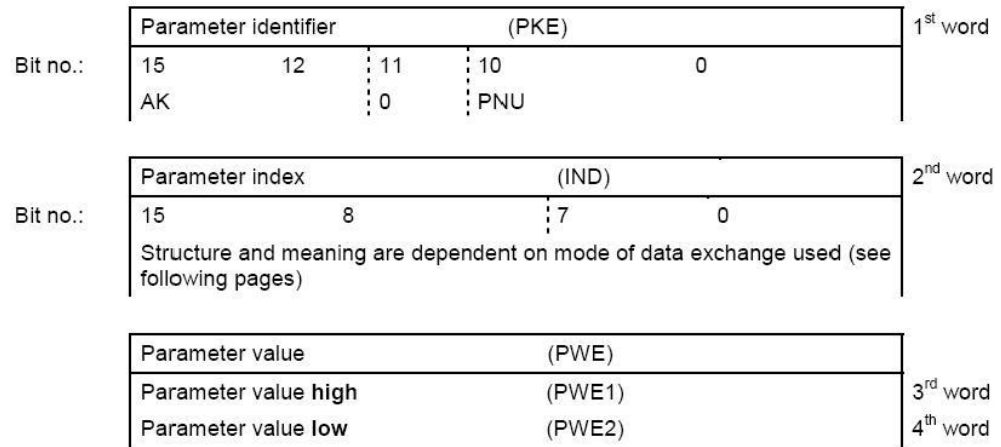 Parameter identifier (PKE) 1st word
Bit no.: 15 12 11 10 0
AK 0 PNU
Parameter index (IND) 2nd word
Bit no.: 15 8 7 0
Structure and meaning are dependent on mode of data exchange used (see
following pages)
Parameter value (PWE)
Parameter value high (PWE1) 3rd word
Parameter value low (PWE2) 4th word